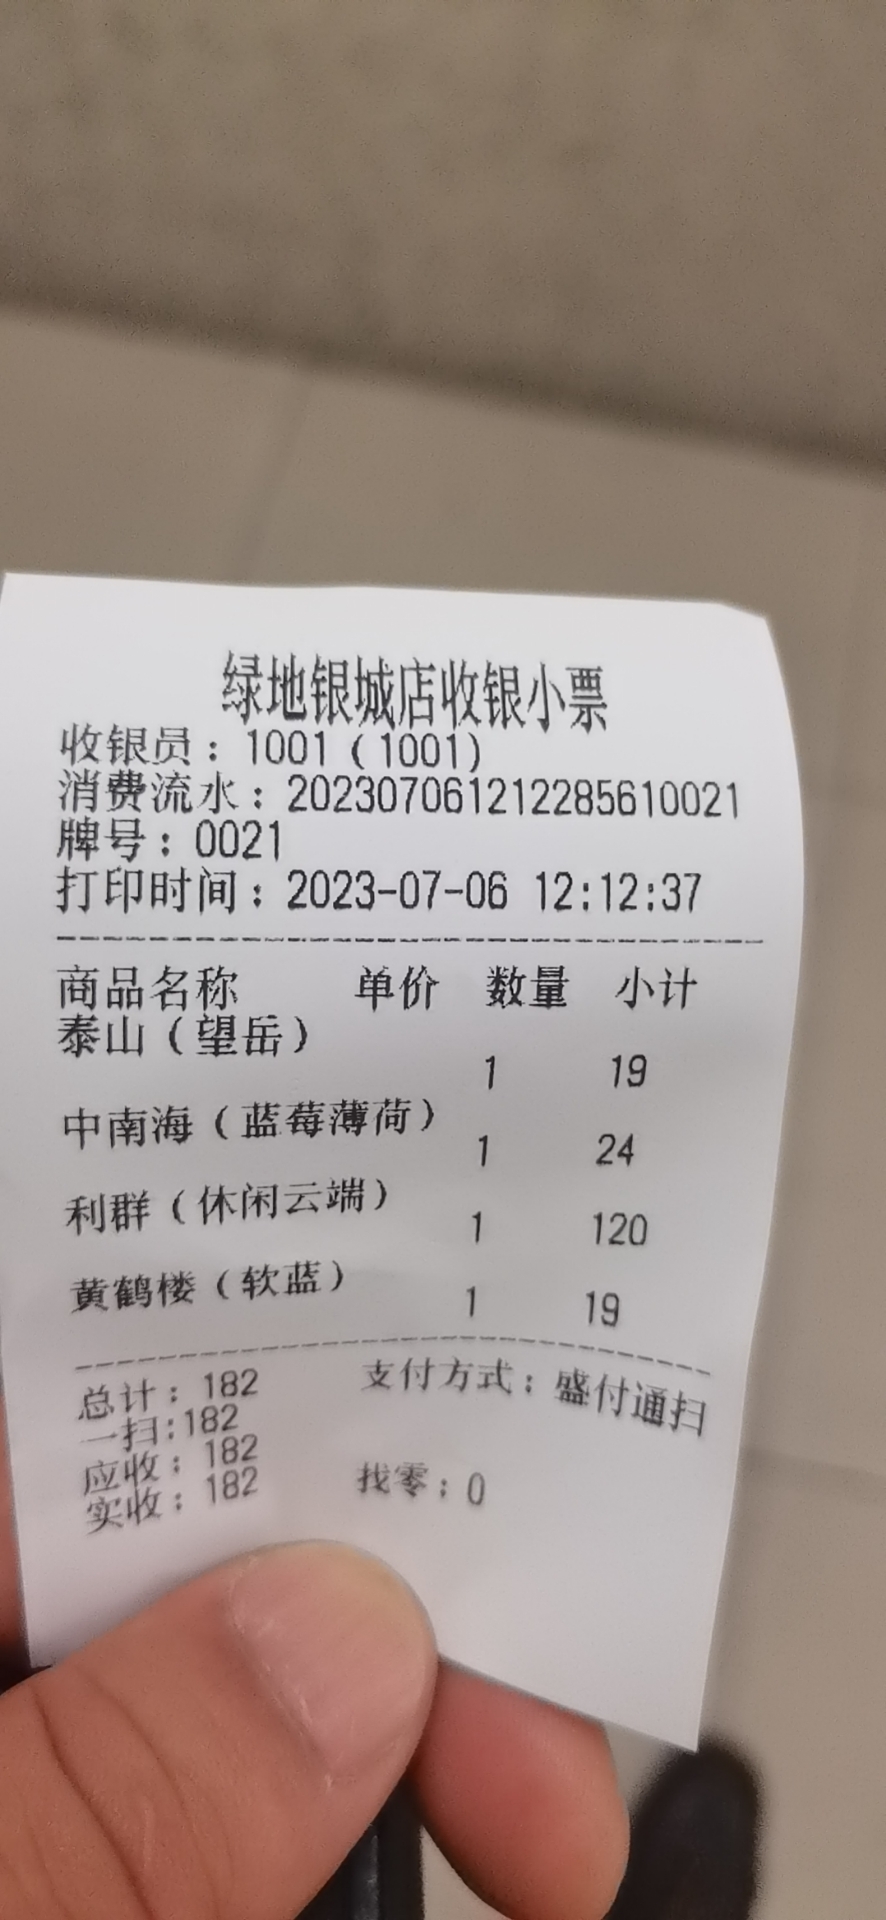 绿地银城店收银小票
收银员：1001（1001）
消费流水：202307061212285610021
牌号：0021
打印时间：2023-07-06 12:12:37
商品名称 单价 数量 小计
泰山（望岳）
1 19
中南海（蓝莓薄荷）
1 24
利群（休闲云端）
1 120
黄鹤楼（软蓝）
1 19
总计：182 支付方式：盛付通扫
一扫:182
应收：182
实收：182 找零：0